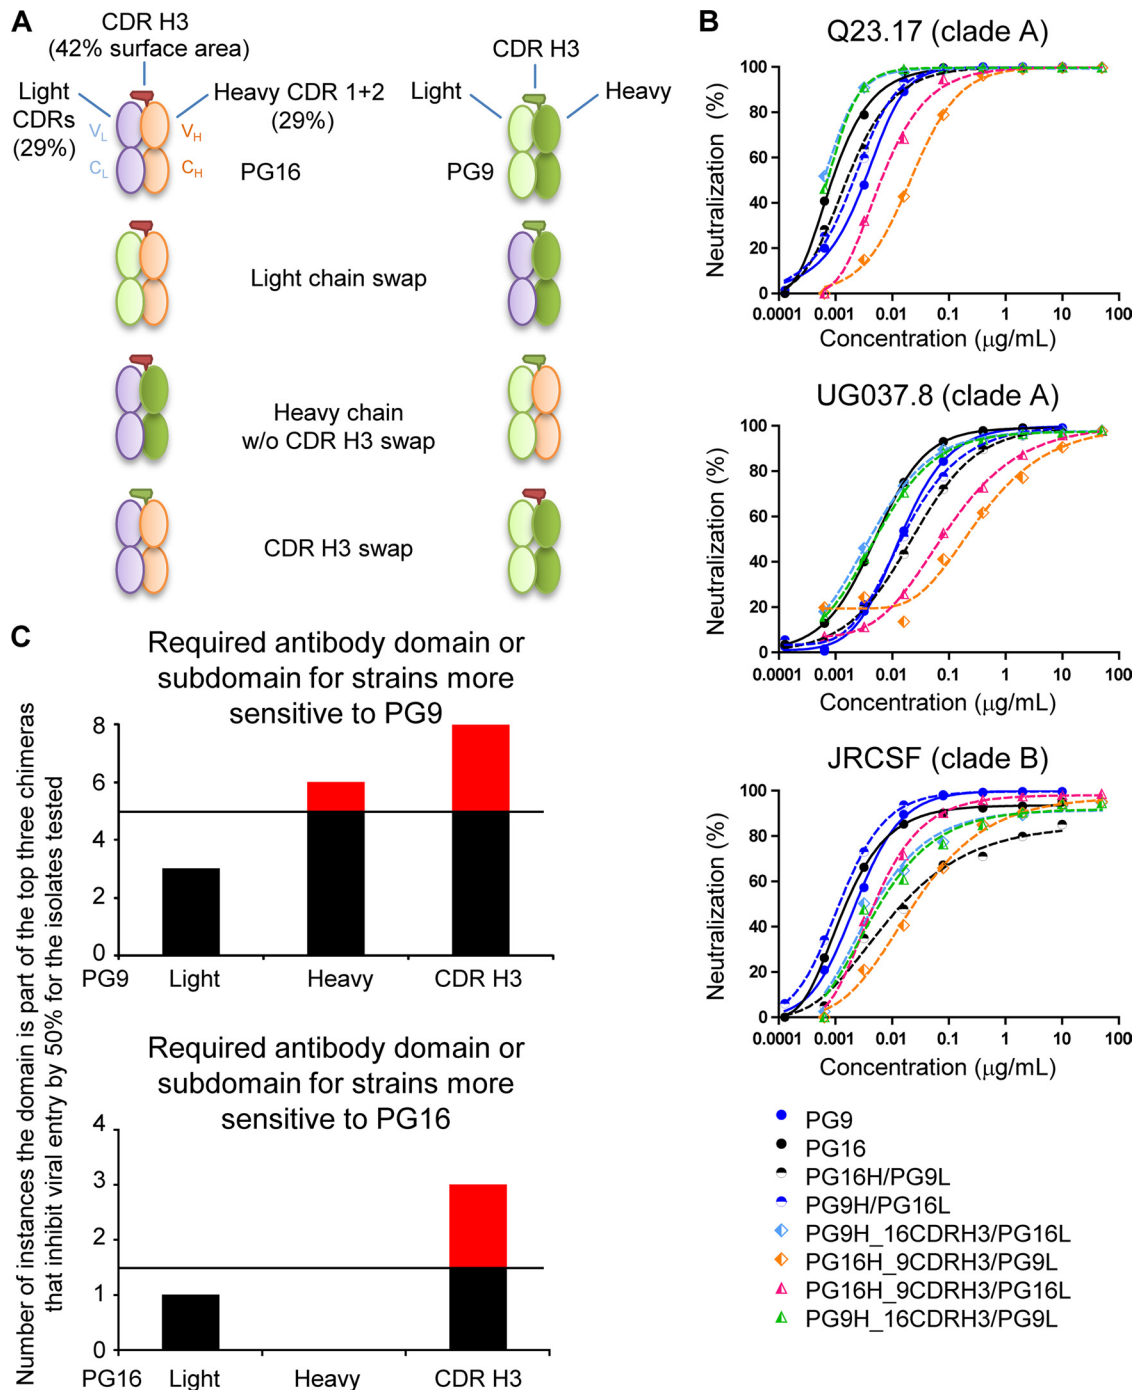 A
CDR H3
(42% surface area)
Light
CDRs
(29%)
Heavy CDR 1+2
(29%)
VL
VH
CL
CH
PG16
CDR H3
Light
Heavy
PG9
Light chain swap
Heavy chain
w/o CDR H3 swap
CDR H3 swap
B
Q23.17 (clade A)
Neutralization (%)
100
80
60
40
20
0
0.0001
0.001
0.01
0.1
1
10
100
Concentration (μg/mL)
UG037.8 (clade A)
Neutralization (%)
100
80
60
40
20
0
0.0001
0.001
0.01
0.1
1
10
100
Concentration (μg/mL)
JRCSF (clade B)
Neutralization (%)
100
80
60
40
20
0
0.0001
0.001
0.01
0.1
1
10
100
Concentration (μg/mL)
PG9
PG16
PG16H/PG9L
PG9H/PG16L
PG9H_16CDRH3/PG16L
PG16H_9CDRH3/PG9L
PG16H_9CDRH3/PG16L
PG9H_16CDRH3/PG9L
C
Number of instances the domain is part of the top three chimeras
that inhibit viral entry by 50% for the isolates tested
Required antibody domain or
subdomain for strains more
sensitive to PG9
8
6
4
2
0
PG9
Light
Heavy
CDR H3
Required antibody domain or
subdomain for strains more
sensitive to PG16
4
3
2
1
0
PG16
Light
Heavy
CDR H3